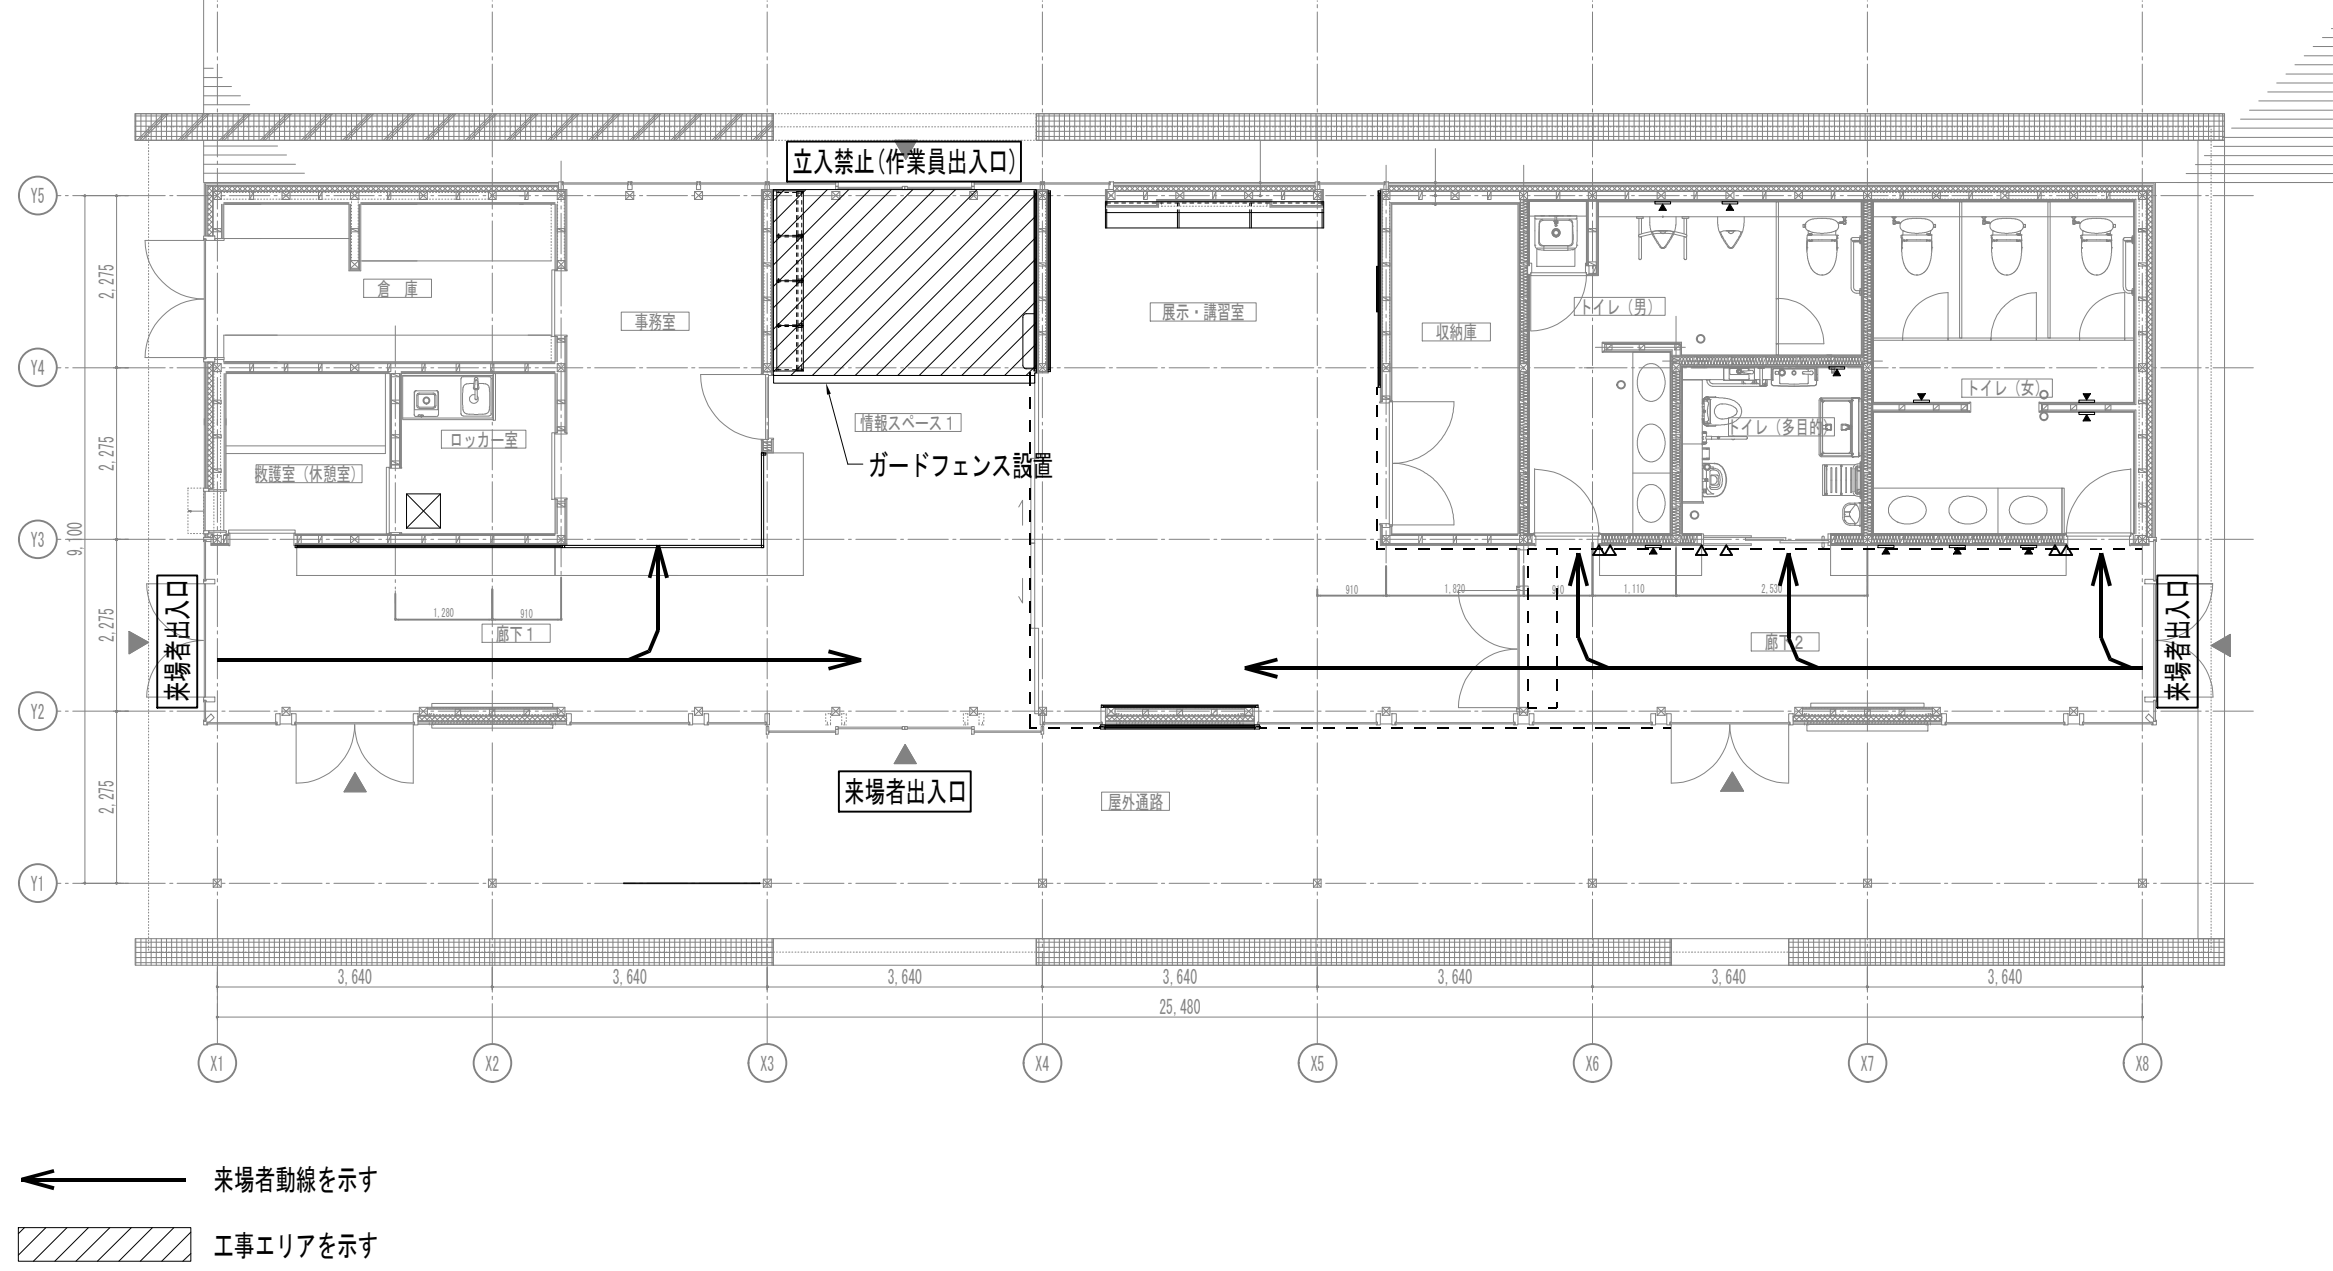 立入禁止(作業員出入口)
Y5
Y4
Y3
Y2
Y1
2,275
2,275
2,275
2,275
9,100
倉　庫
事務室
展示・講習室
収納庫
トイレ（男）
トイレ（女）
トイレ（多目的）
情報スペース１
ガードフェンス設置
ロッカー室
救護室（休憩室）
来場者出入口
1,280
910
廊下１
910
1,820
910
1,110
2,530
廊下２
来場者出入口
来場者出入口
屋外通路
3,640
3,640
3,640
3,640
3,640
3,640
3,640
25,480
X1
X2
X3
X4
X5
X6
X7
X8
来場者動線を示す
工事エリアを示す